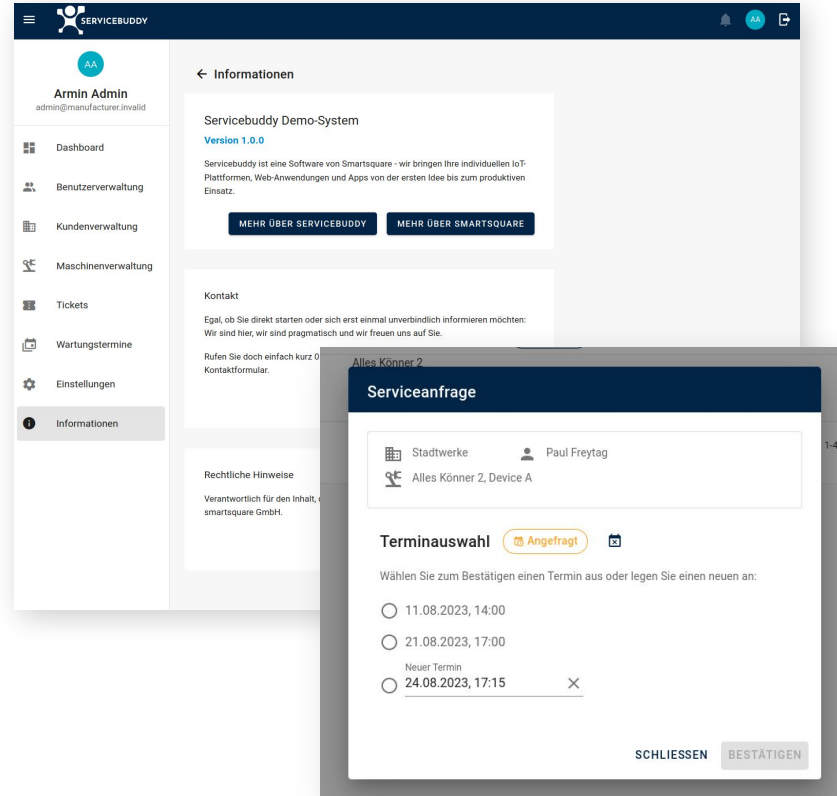 SERVICEBUDDY
AA
AA
Armin Admin
admin@manufacturer.invalid
Dashboard
Benutzerverwaltung
Kundenverwaltung
Maschinenverwaltung
Tickets
Wartungstermine
Einstellungen
Informationen
Informationen
Servicebuddy Demo-System
Version 1.0.0
Servicebuddy ist eine Software von Smartsquare - wir bringen Ihre individuellen IoT-
Plattformen, Web-Anwendungen und Apps von der ersten Idee bis zum produktiven
Einsatz.
MEHR ÜBER SERVICEBUDDY
MEHR ÜBER SMARTSQUARE
Kontakt
Egal, ob Sie direkt starten oder sich erst einmal unverbindlich informieren möchten:
Wir sind hier, wir sind pragmatisch und wir freuen uns auf Sie.
Rufen Sie doch einfach kurz 0
Kontaktformular.
Rechtliche Hinweise
Verantwortlich für den Inhalt,
smartsquare GmbH.
Alles Könner 2
1-4
Serviceanfrage
Stadtwerke
Paul Freytag
Alles Könner 2, Device A
Terminauswahl
Angefragt
Wählen Sie zum Bestätigen einen Termin aus oder legen Sie einen neuen an:
11.08.2023, 14:00
21.08.2023, 17:00
Neuer Termin
24.08.2023, 17:15
SCHLIESSEN
BESTÄTIGEN